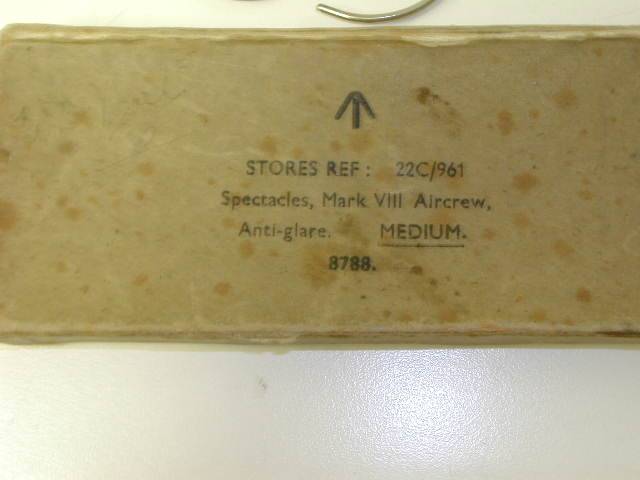 STORES REF: 22C/961
Spectacles, Mark VIII Aircrew,
Anti-glare. MEDIUM.
8788.